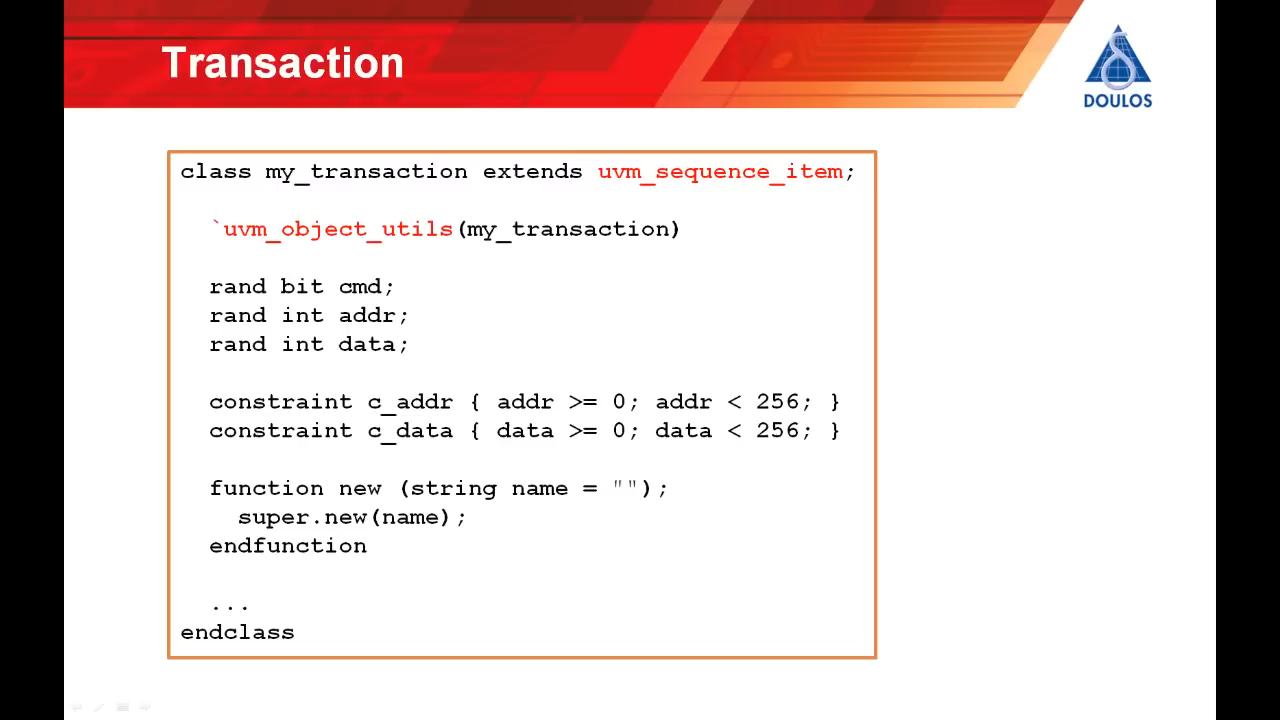 Transaction
DOULOS
class my_transaction extends uvm_sequence_item;
`uvm_object_utils(my_transaction)
rand bit cmd;
rand int addr;
rand int data;
constraint c_addr { addr >= 0; addr < 256; }
constraint c_data { data >= 0; data < 256; }
function new (string name = "");
super.new(name);
endfunction
...
endclass